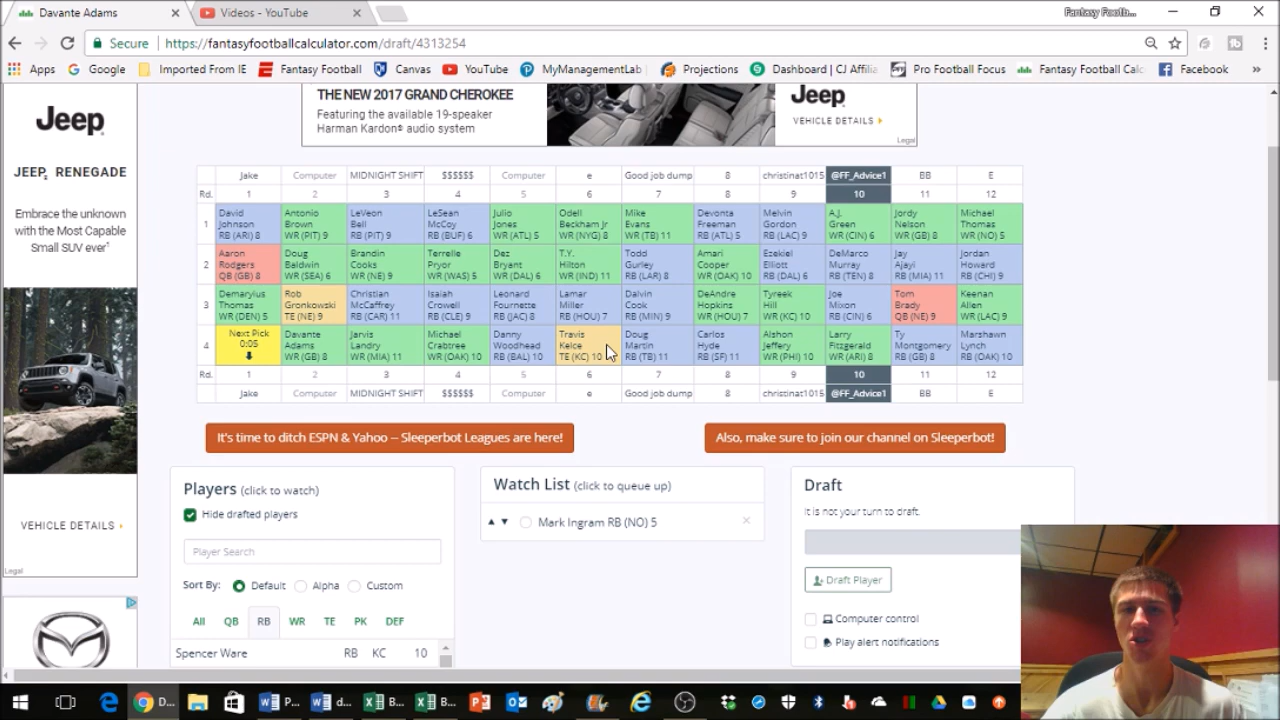 Davante Adams
Videos - YouTube
Fantasy Footb...
Secure
https://fantasyfootballcalculator.com/draft/4313254
Apps
Google
Imported From IE
Fantasy Football
Canvas
YouTube
MyManagementLab
Projections
Dashboard | CJ Affilia
Pro Football Focus
Fantasy Football Calc
Facebook
»
Jeep
JEEP RENEGADE
Embrace the unknown
with the Most Capable
Small SUV ever
VEHICLE DETAILS
Legal
mazda
THE NEW 2017 GRAND CHEROKEE
Featuring the available 19-speaker
Harman Kardon® audio system
Jeep
VEHICLE DETAILS
Legal
Jake Computer MIDNIGHT SHIFT $$$$$$ Computer e Good job dump 8 christinat1015 @FF_Advice1 BB E
Rd. 1 2 3 4 5 6 7 8 9 10 11 12
1
David Johnson RB (ARI) 8
Antonio Brown WR (PIT) 9
LeVeon Bell RB (PIT) 9
LeSean McCoy RB (BUF) 6
Julio Jones WR (ATL) 5
Odell Beckham Jr WR (NYG) 8
Mike Evans WR (TB) 11
Devonta Freeman RB (ATL) 5
Melvin Gordon RB (LAC) 9
A.J. Green WR (CIN) 6
Jordy Nelson WR (GB) 8
Michael Thomas WR (NO) 5
2
Aaron Rodgers QB (GB) 8
Doug Baldwin WR (SEA) 6
Brandin Cooks WR (NE) 9
Terrelle Pryor WR (WAS) 5
Dez Bryant WR (DAL) 6
T.Y. Hilton WR (IND) 11
Todd Gurley RB (LAR) 8
Amari Cooper WR (OAK) 10
Ezekiel Elliott RB (DAL) 6
DeMarco Murray RB (TEN) 8
Jay Ajayi RB (MIA) 11
Jordan Howard RB (CHI) 9
3
Demaryius Thomas WR (DEN) 5
Rob Gronkowski TE (NE) 9
Christian McCaffrey RB (CAR) 11
Isaiah Crowell RB (CLE) 9
Leonard Fournette RB (JAC) 8
Lamar Miller RB (HOU) 7
Dalvin Cook RB (MIN) 9
DeAndre Hopkins WR (HOU) 7
Tyreek Hill WR (KC) 10
Joe Mixon RB (CIN) 6
Tom Brady QB (NE) 9
Keenan Allen WR (LAC) 9
4
Next Pick 0:05
Davante Adams WR (GB) 8
Jarvis Landry WR (MIA) 11
Michael Crabtree WR (OAK) 10
Danny Woodhead RB (BAL) 10
Travis Kelce TE (KC) 10
Doug Martin RB (TB) 11
Carlos Hyde RB (SF) 11
Alshon Jeffery WR (PHI) 10
Larry Fitzgerald WR (ARI) 8
Ty Montgomery RB (GB) 8
Marshawn Lynch RB (OAK) 10
Rd. 1 2 3 4 5 6 7 8 9 10 11 12
Jake Computer MIDNIGHT SHIFT $$$$$$ Computer e Good job dump 8 christinat1015 @FF_Advice1 BB E
It's time to ditch ESPN & Yahoo -- Sleeperbot Leagues are here!
Also, make sure to join our channel on Sleeperbot!
Players (click to watch)
Hide drafted players
Player Search
Sort By: Default Alpha Custom
All QB RB WR TE PK DEF
Spencer Ware RB KC 10
Watch List (click to queue up)
Mark Ingram RB (NO) 5
Draft
It is not your turn to draft.
Draft Player
Computer control
Play alert notifications
D...
P...
d...
B...
B...